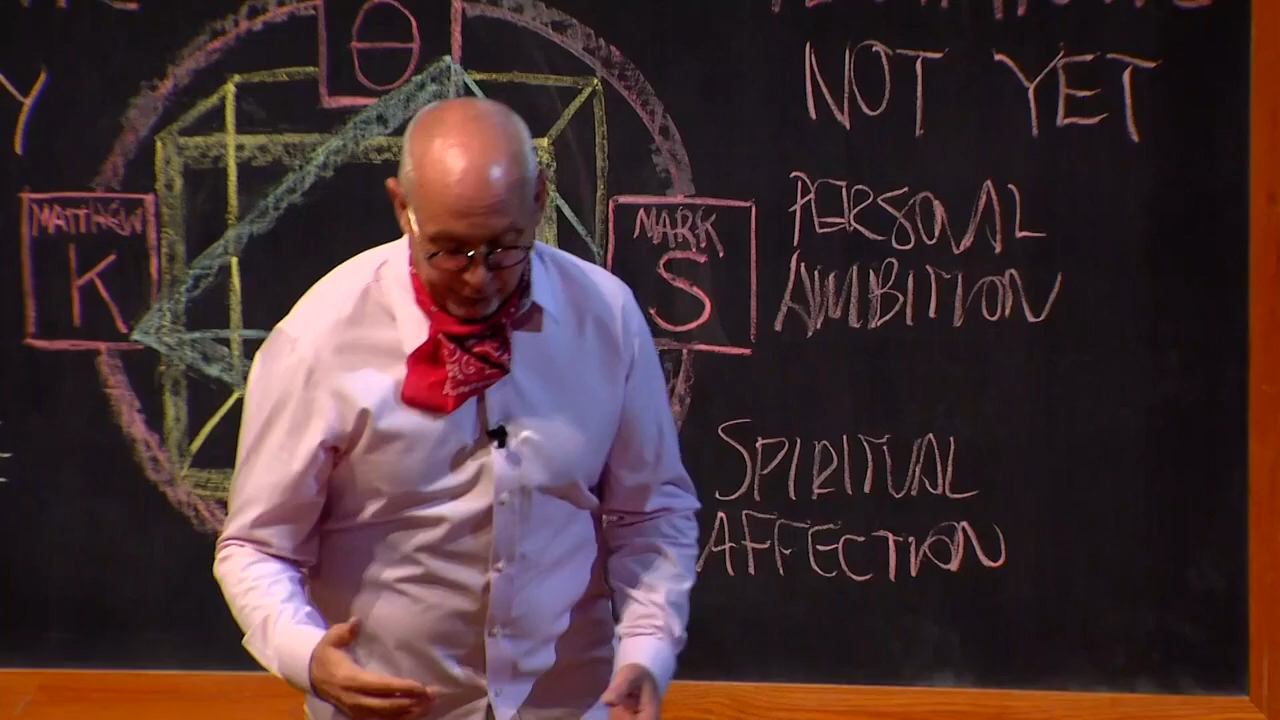 Y
θ
NOT YET
MATTHEW
K
MARK
S
PERSONAL
AMBITION
SPIRITUAL
AFFECTION